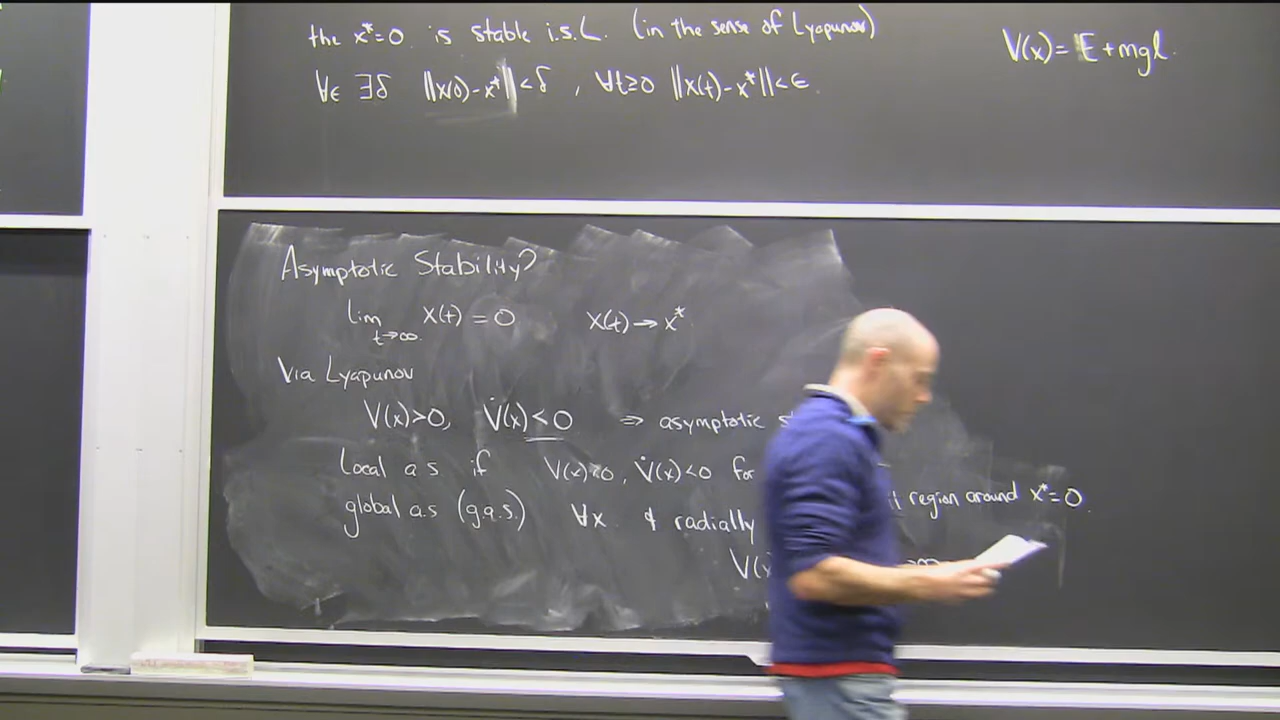 the x*=0 is stable i.s.L. (in the sense of Lyapunov)
V(x)= E+mgl.
∀ϵ ∃δ ||x(0)-x*||<δ , ∀t≥0 ||x(t)-x*||<ϵ
Asymptotic Stability?
lim t→∞ x(t) = 0 x(t)→x*
Via Lyapunov
V(x)>0, V̇(x)<0 ⇒ asymptotic
Local a s if V(x) 0, V̇(x)<0 for region around x*=0
global a.s (g.a.s.) ∀x & radially
V(x →∞